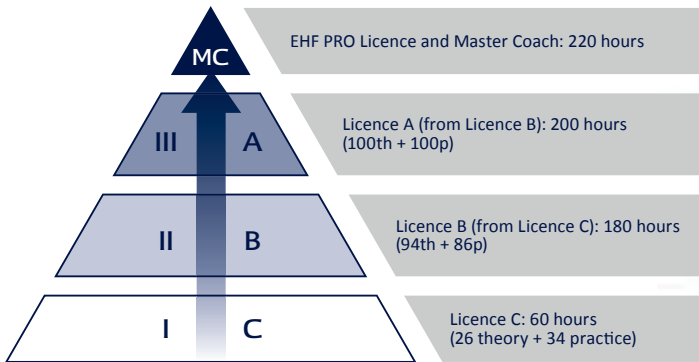 MC
EHF PRO Licence and Master Coach: 220 hours
III A
Licence A (from Licence B): 200 hours
(100th + 100p)
II B
Licence B (from Licence C): 180 hours
(94th + 86p)
I C
Licence C: 60 hours
(26 theory + 34 practice)